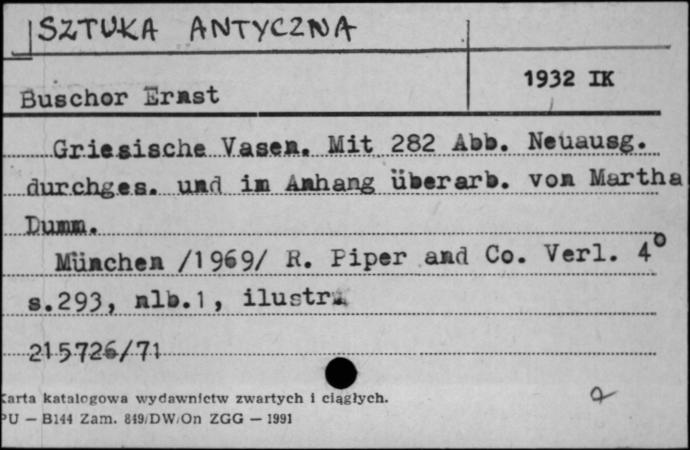 SZTUKA ANTYCZNA
1932 IK
Buschor Ernst
Griesische Vasen. Mit 282 Abb. Neuausg.
durchges. und im Anhang überarb. von Martha
Dumm.
München /1969/ R. Piper and Co. Verl. 4°
s.293, nlb.1, ilustr.
215726/71
Karta katalogowa wydawnictw zwartych i ciągłych.
PU — B144 Zam. 849/DW/On ZGG — 1991